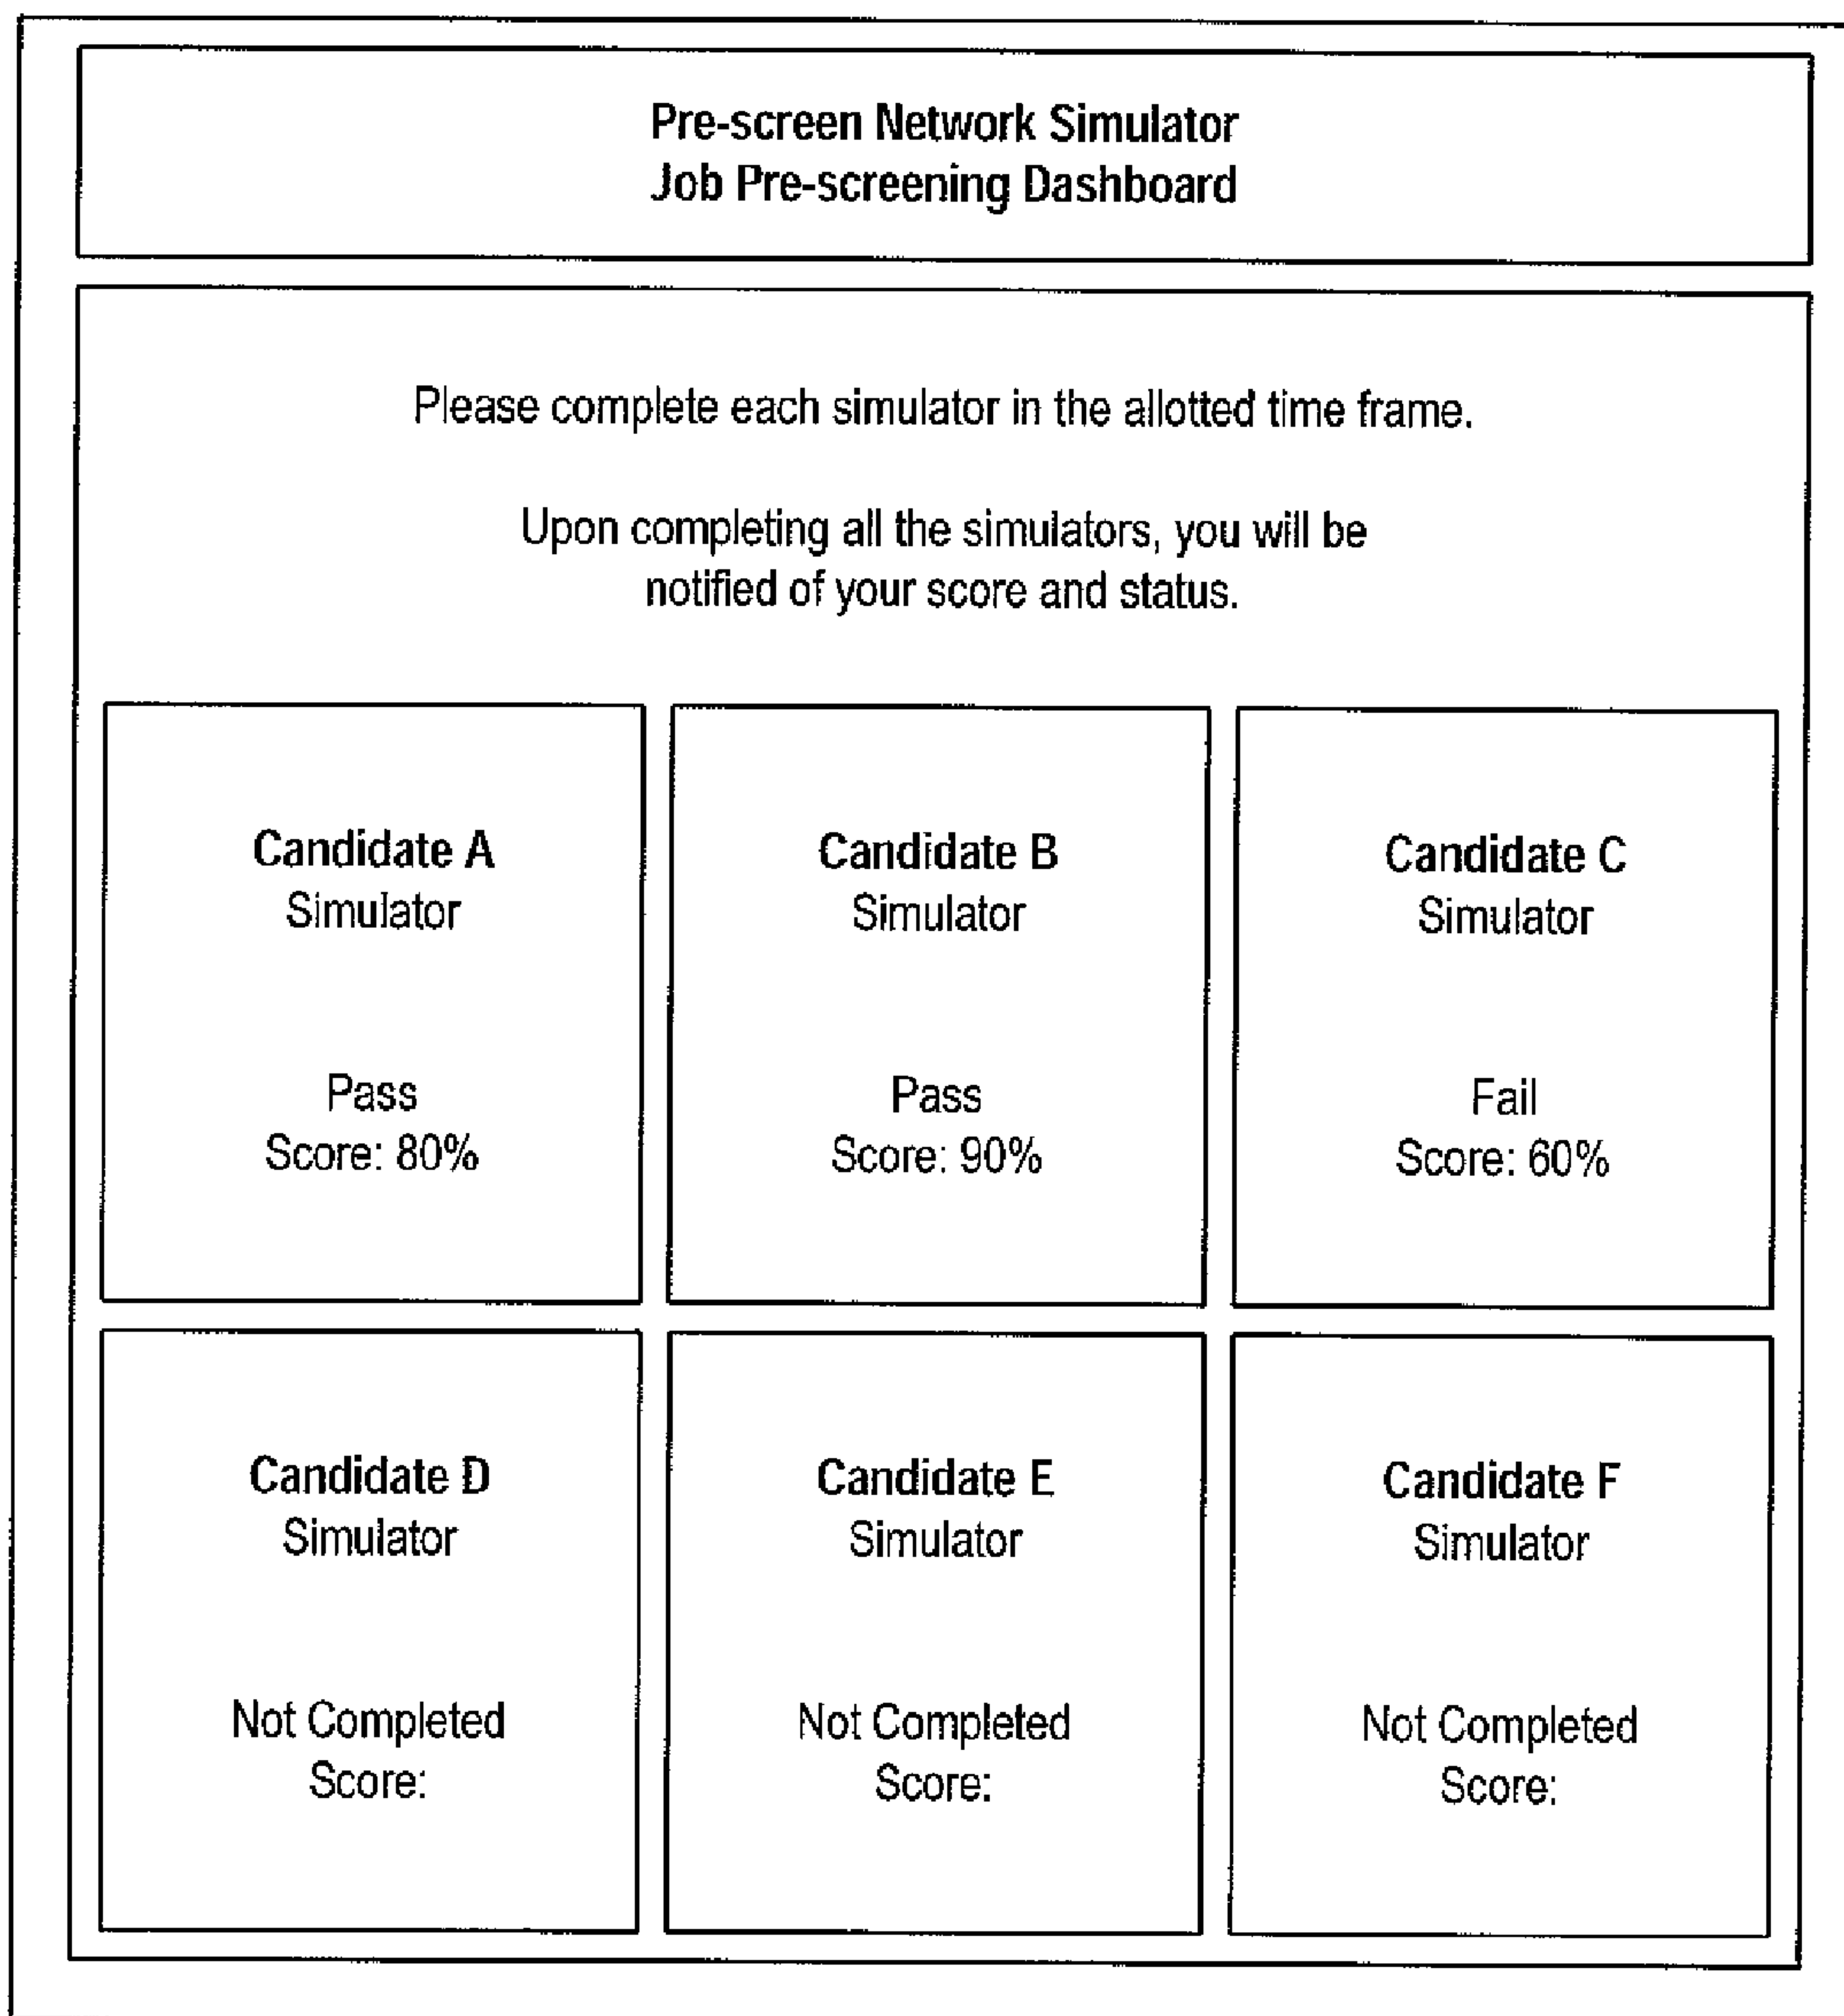 Pre-screen Network Simulator
Job Pre-screening Dashboard
Please complete each simulator in the allotted time frame.
Upon completing all the simulators, you will be
notified of your score and status.
Candidate A
Simulator
Pass
Score: 80%
Candidate B
Simulator
Pass
Score: 90%
Candidate C
Simulator
Fail
Score: 60%
Candidate D
Simulator
Not Completed
Score:
Candidate E
Simulator
Not Completed
Score:
Candidate F
Simulator
Not Completed
Score: